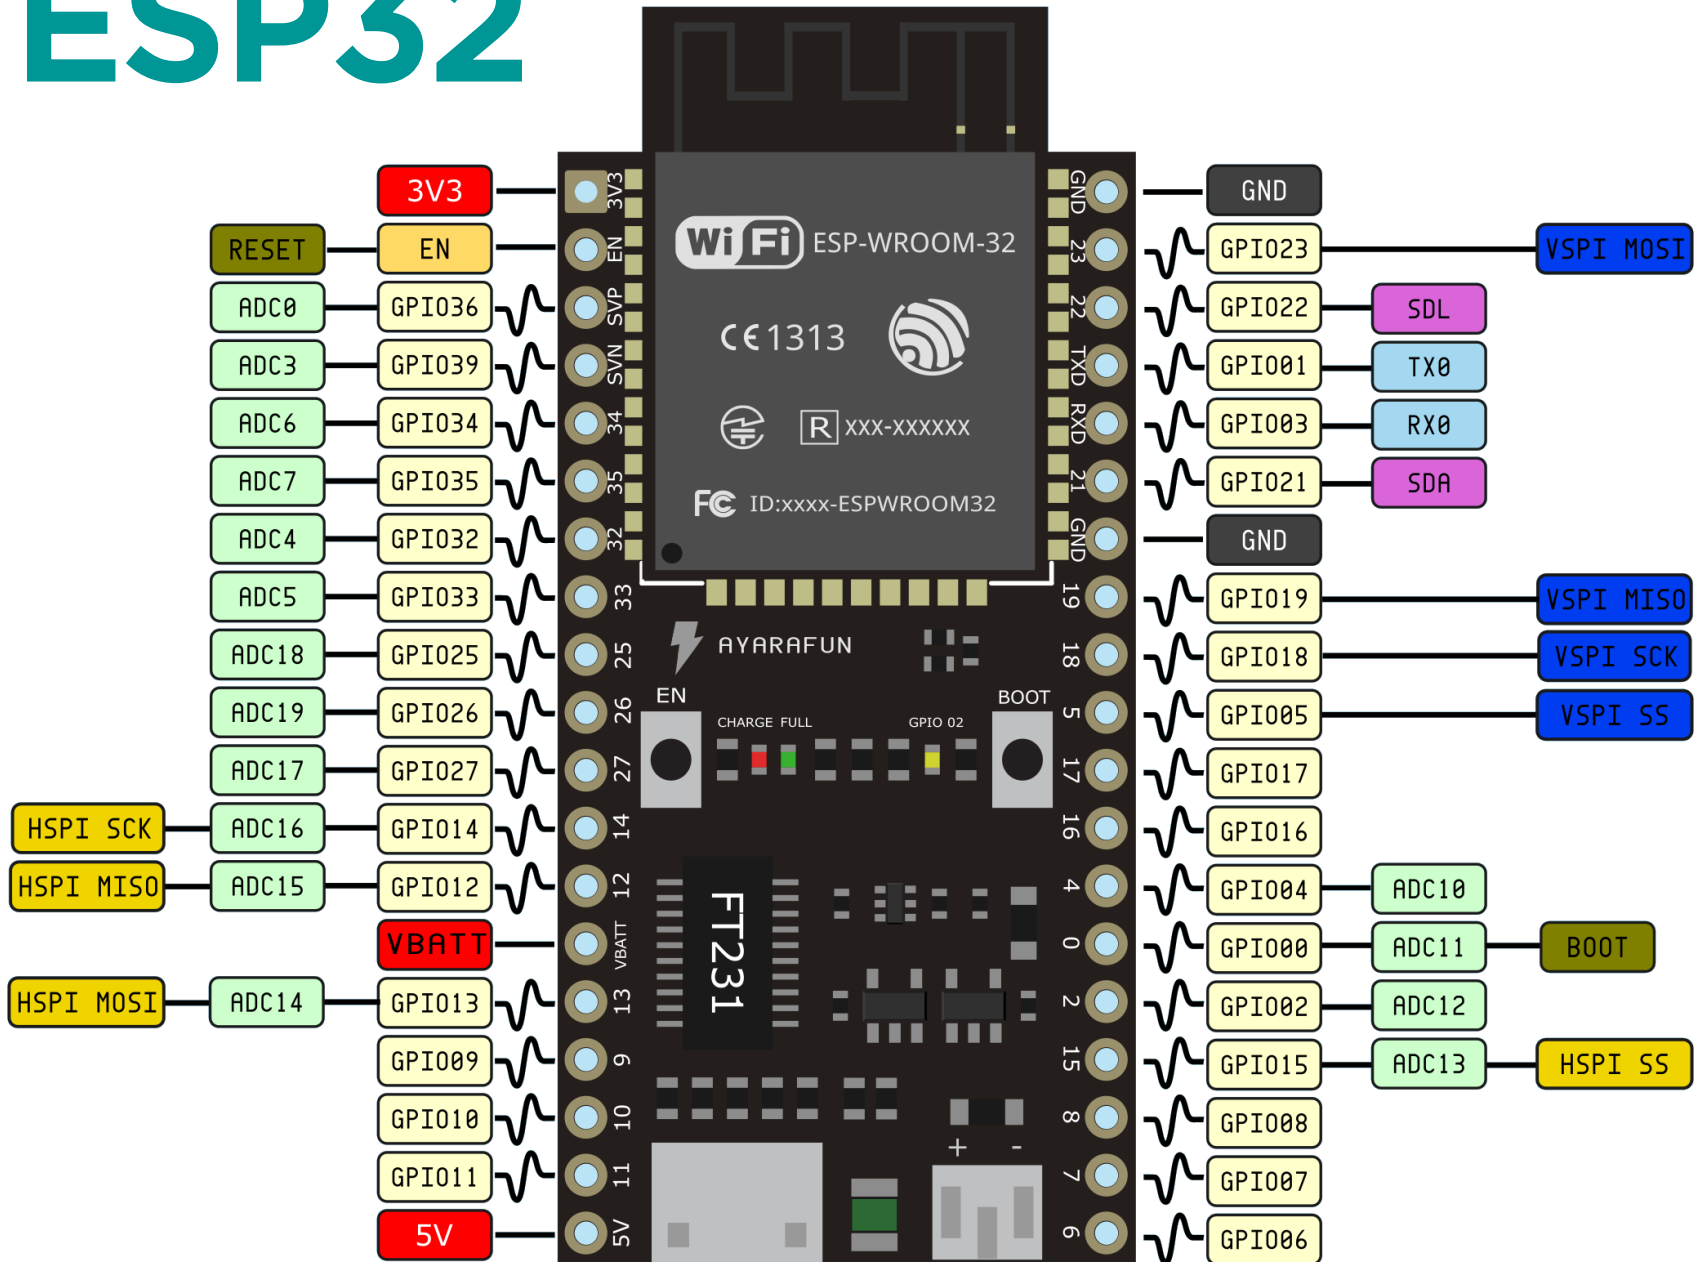 ESP32
3V3 3V3 GND GND
RESET EN EN WiFi ESP-WROOM-32 23 GPIO23 VSPI MOSI
ADC0 GPIO36 SVP 22 GPIO22 SDL
ADC3 GPIO39 SVN CE1313 TXD GPIO01 TX0
ADC6 GPIO34 34 R XXX-XXXXXX RXD GPIO03 RX0
ADC7 GPIO35 35 FC ID:xxxx-ESPWROOM32 21 GPIO21 SDA
ADC4 GPIO32 32 GND GND
ADC5 GPIO33 33 19 GPIO19 VSPI MISO
ADC18 GPIO25 25 AYARAFUN 18 GPIO18 VSPI SCK
EN BOOT
ADC19 GPIO26 26 CHARGE FULL GPIO 02 5 GPIO05 VSPI SS
ADC17 GPIO27 27 17 GPIO17
HSPI SCK ADC16 GPIO14 14 16 GPIO16
HSPI MISO ADC15 GPIO12 12 4 GPIO04 ADC10
VBATT VBATT FT231 0 GPIO00 ADC11 BOOT
HSPI MOSI ADC14 GPIO13 13 2 GPIO02 ADC12
GPIO09 9 15 GPIO15 ADC13 HSPI SS
GPIO10 10 8 GPIO08
+ -
GPIO11 11 7 GPIO07
5V 5V 6 GPIO06